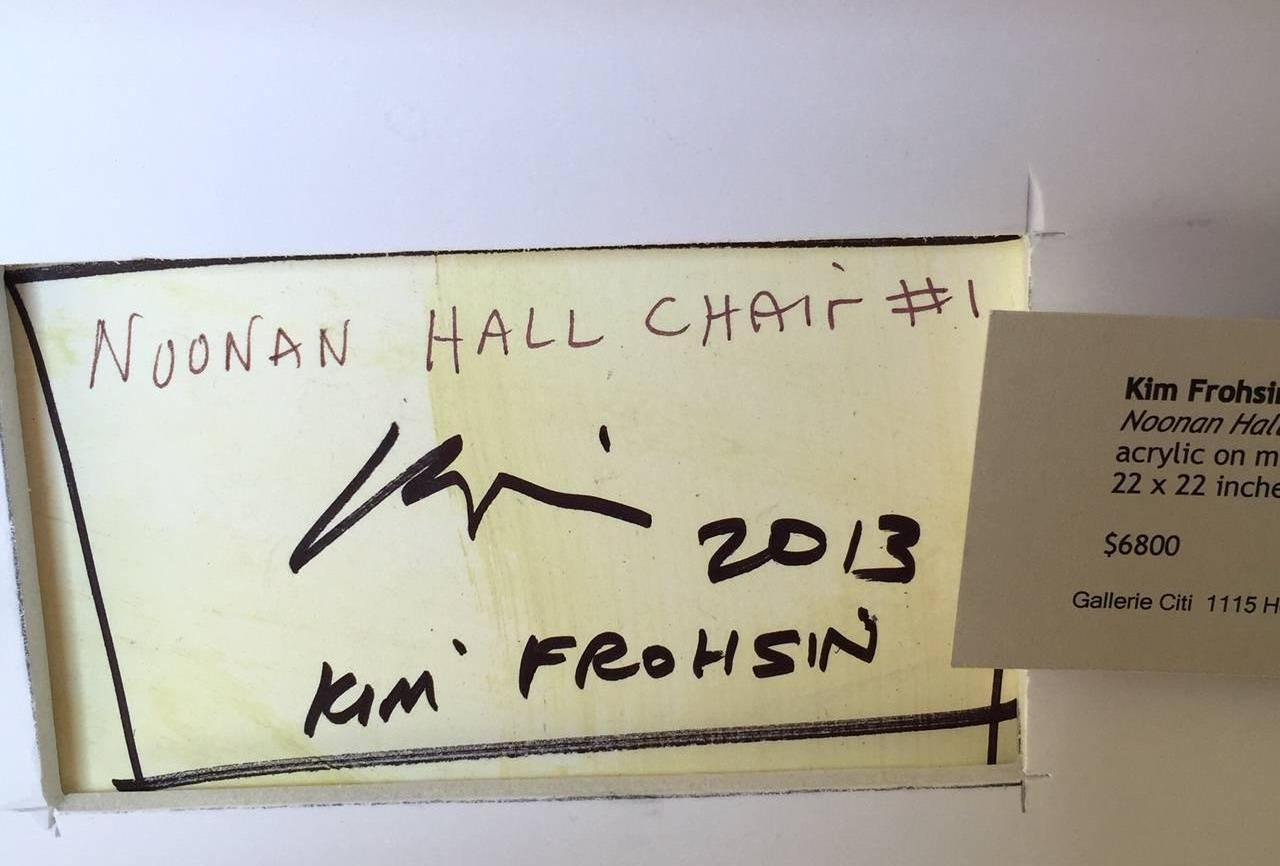 NOONAN HALL CHAIr #1
Kim
2013
KIM FROHSIN
Kim Frohsin
Noonan Hall
acrylic on m
22 x 22 inche
$6800
Gallerie Citi 1115 H